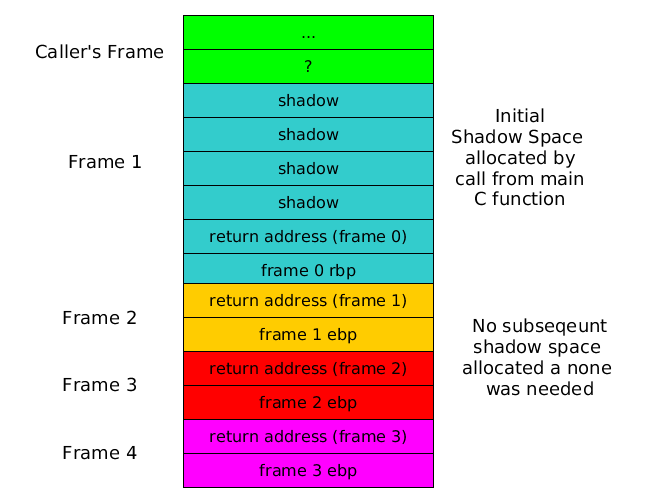 Caller's Frame
...
?
Frame 1
shadow
shadow
shadow
shadow
return address (frame 0)
frame 0 rbp
Initial
Shadow Space
allocated by
call from main
C function
Frame 2
return address (frame 1)
frame 1 ebp
Frame 3
return address (frame 2)
frame 2 ebp
No subseqeunt
shadow space
allocated a none
was needed
Frame 4
return address (frame 3)
frame 3 ebp